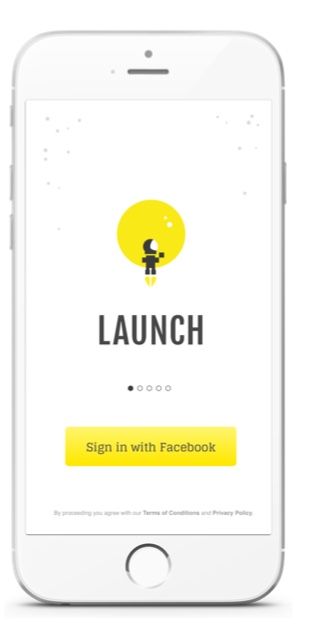 LAUNCH
Sign in with Facebook
By proceeding you agree with our Terms of Conditions and Privacy Policy.